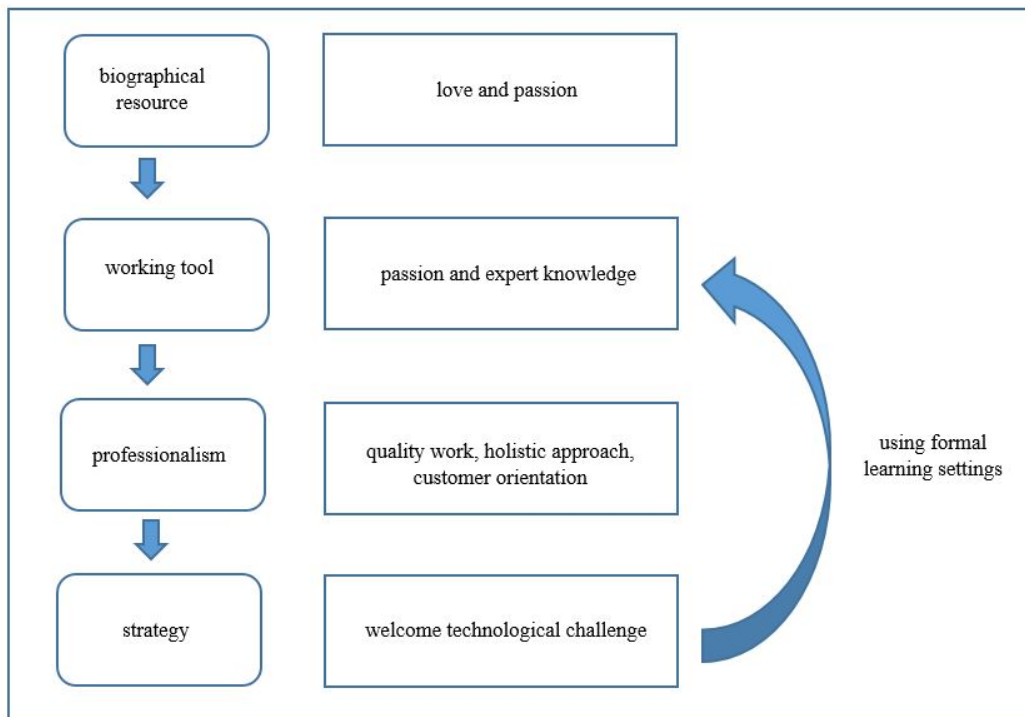 biographical
resource
love and passion
working tool
passion and expert knowledge
professionalism
quality work, holistic approach,
customer orientation
using formal
learning settings
strategy
welcome technological challenge